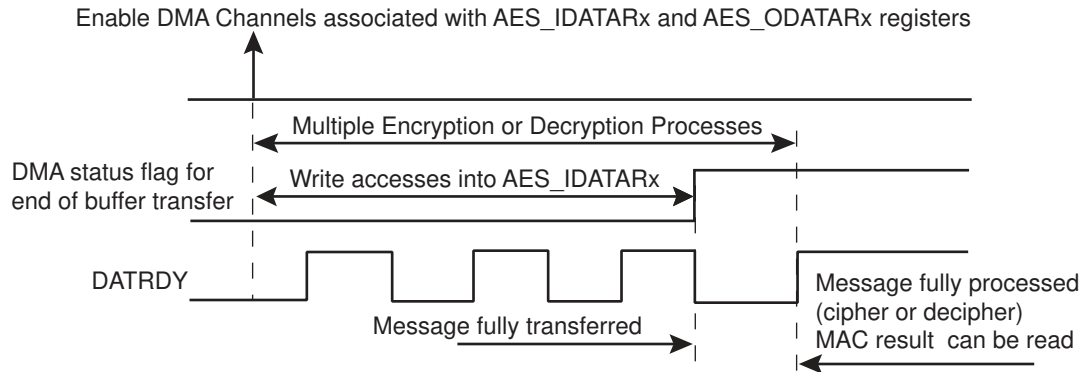 Enable DMA Channels associated with AES_IDATARx and AES_ODATARx registers
Multiple Encryption or Decryption Processes
DMA status flag for
end of buffer transfer
Write accesses into AES_IDATARx
DATRDY
Message fully transferred
Message fully processed
(cipher or decipher)
MAC result can be read